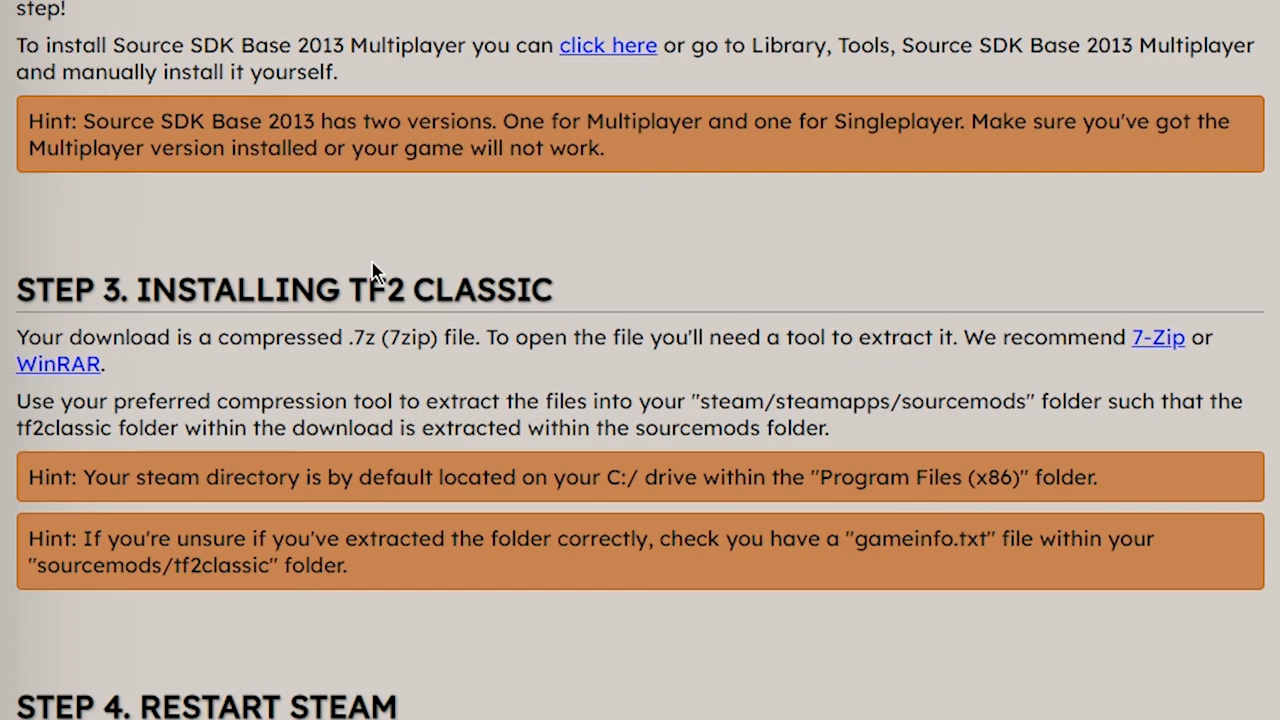 step!
To install Source SDK Base 2013 Multiplayer you can click here or go to Library, Tools, Source SDK Base 2013 Multiplayer
and manually install it yourself.
Hint: Source SDK Base 2013 has two versions. One for Multiplayer and one for Singleplayer. Make sure you've got the
Multiplayer version installed or your game will not work.
STEP 3. INSTALLING TF2 CLASSIC
Your download is a compressed .7z (7zip) file. To open the file you'll need a tool to extract it. We recommend 7-Zip or
WinRAR.
Use your preferred compression tool to extract the files into your "steam/steamapps/sourcemods" folder such that the
tf2classic folder within the download is extracted within the sourcemods folder.
Hint: Your steam directory is by default located on your C:/ drive within the "Program Files (x86)" folder.
Hint: If you're unsure if you've extracted the folder correctly, check you have a "gameinfo.txt" file within your
"sourcemods/tf2classic" folder.
STEP 4. RESTART STEAM